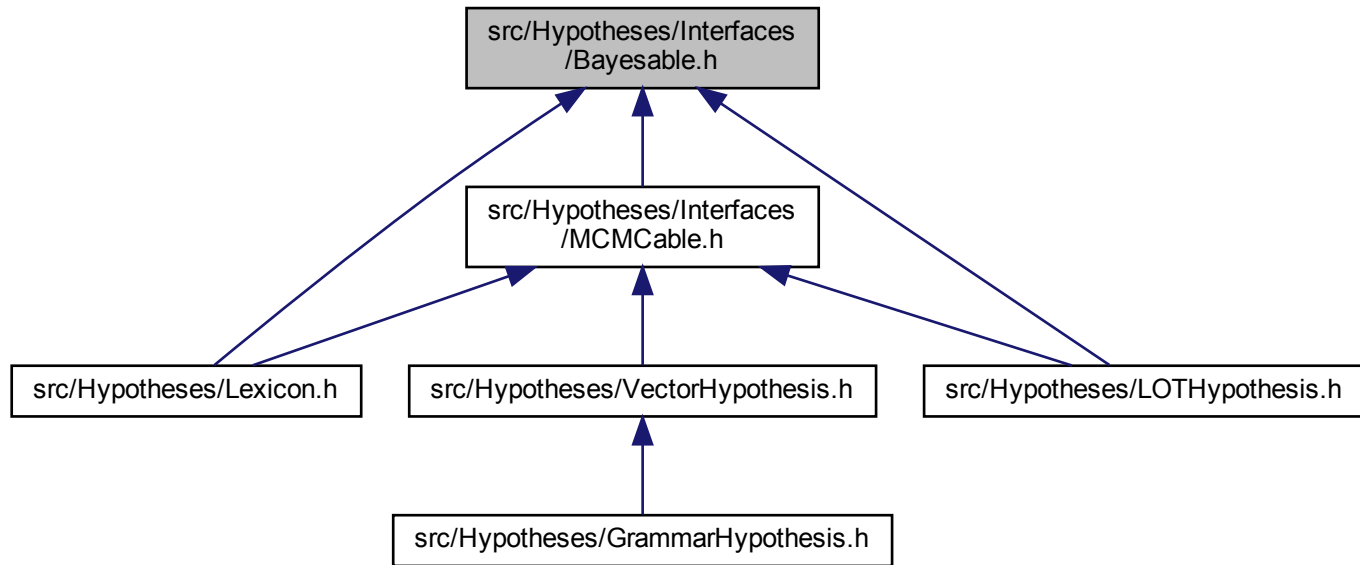 src/Hypotheses/Interfaces
/Bayesable.h
src/Hypotheses/Interfaces
/MCMCable.h
src/Hypotheses/Lexicon.h
src/Hypotheses/VectorHypothesis.h
src/Hypotheses/LOTHypothesis.h
src/Hypotheses/GrammarHypothesis.h